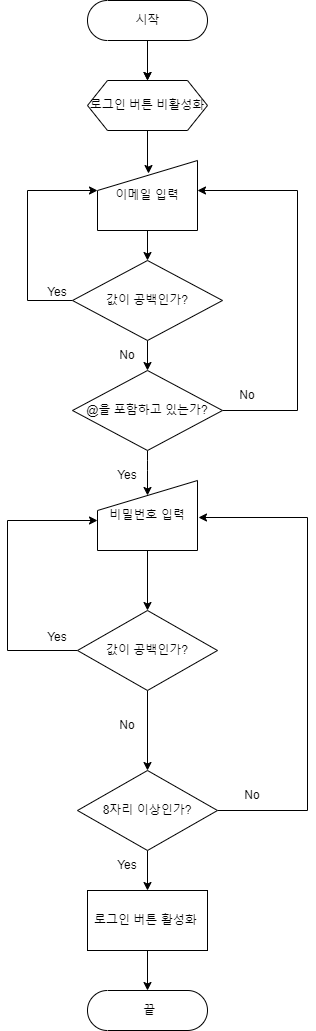 시작
로그인 버튼 비활성화
이메일 입력
Yes
값이 공백인가?
No
No
@을 포함하고 있는가?
Yes
비밀번호 입력
Yes
값이 공백인가?
No
No
8자리 이상인가?
Yes
로그인 버튼 활성화
끝